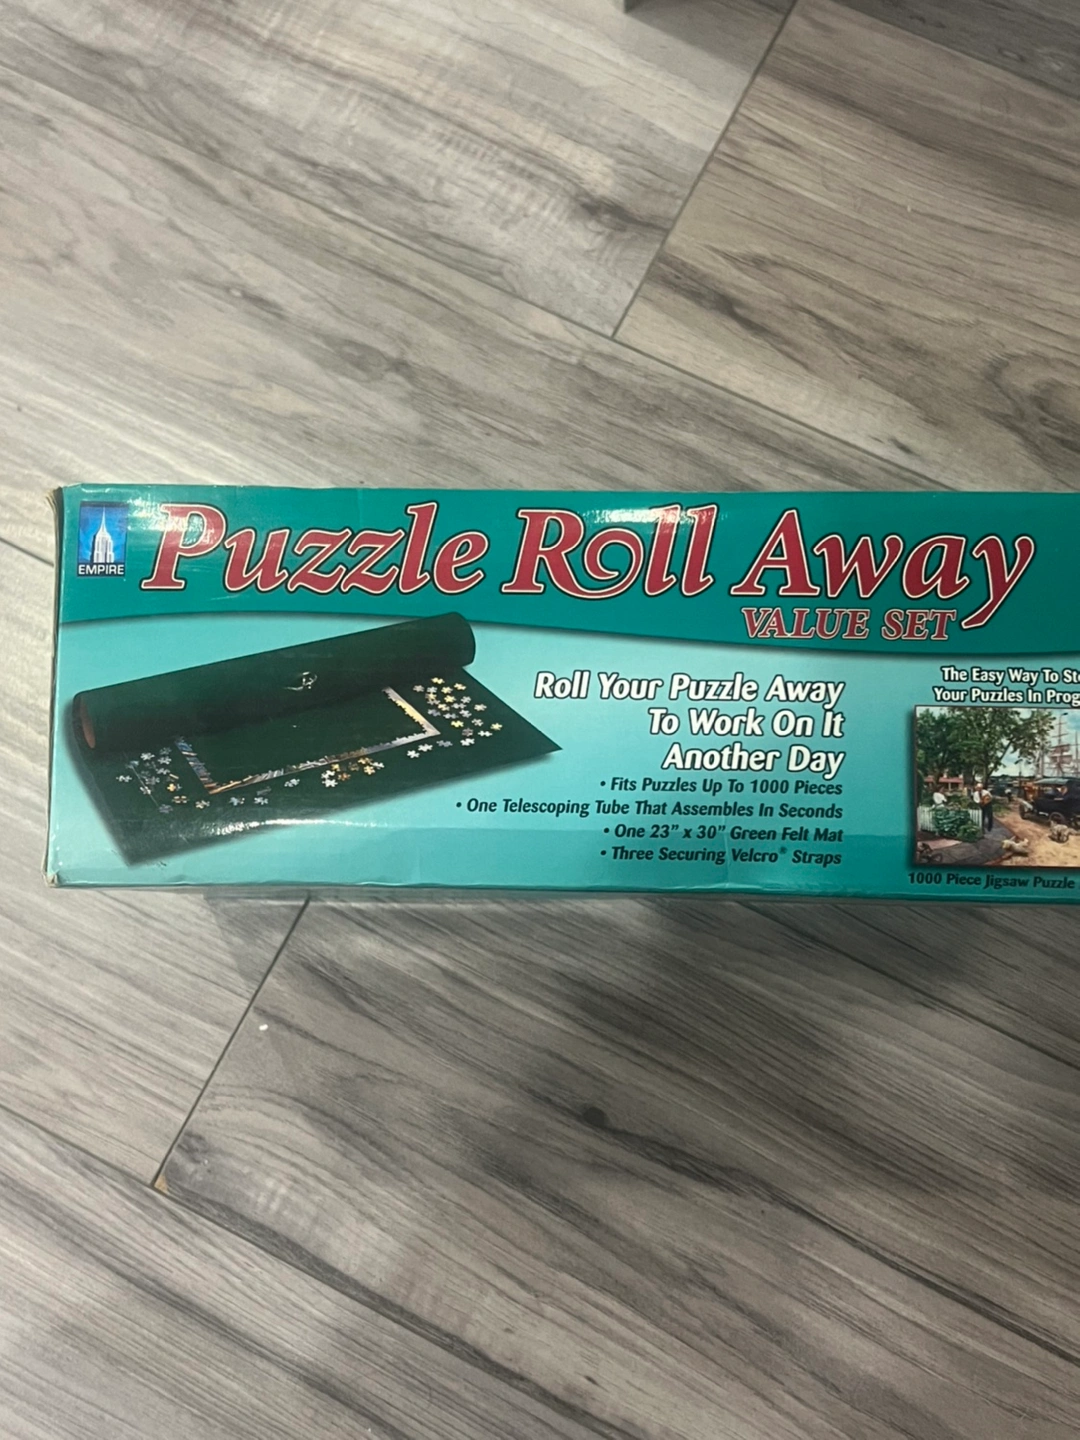 EMPIRE
Puzzle Roll Away
VALUE SET
Roll Your Puzzle Away
To Work On It
Another Day
• Fits Puzzles Up To 1000 Pieces
• One Telescoping Tube That Assembles In Seconds
• One 23" x 30" Green Felt Mat
• Three Securing Velcro® Straps
The Easy Way To
Your Puzzles In
1000 Piece Jigsaw Puzzle